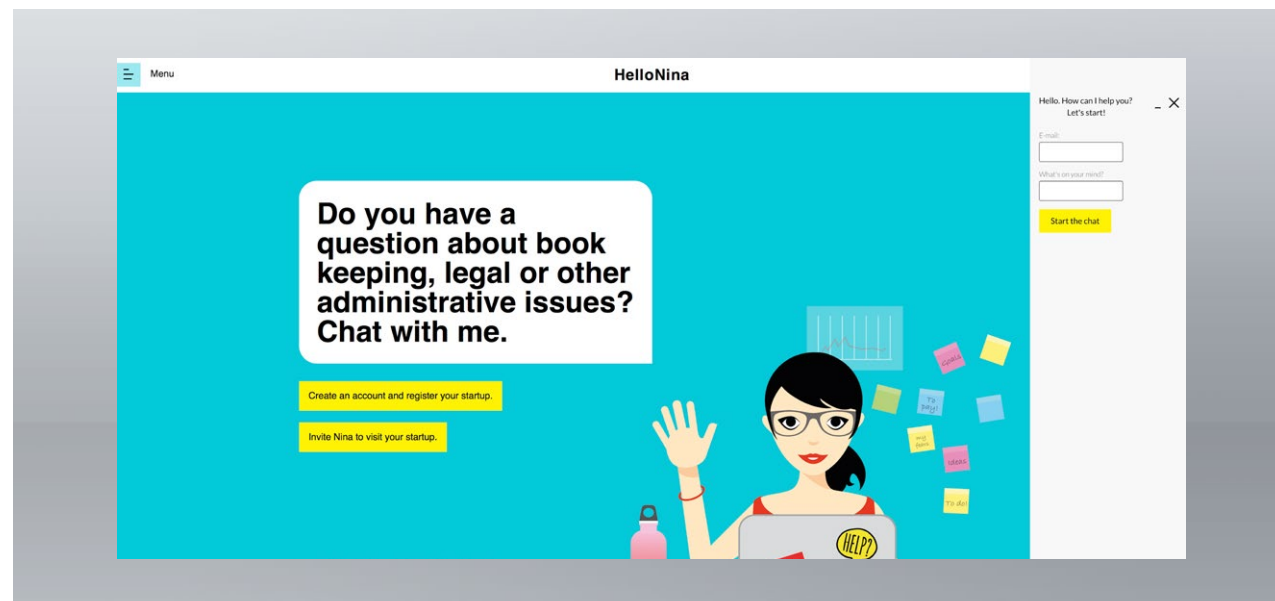 Menu
HelloNina
Do you have a
question about book
keeping, legal or other
administrative issues?
Chat with me.
Create an account and register your startup.
Invite Nina to visit your startup.
Hello. How can I help you?
Let's start!
E-mail:
What's on your mind?
Start the chat
GOALS
To
pay!
ideas
To do!
HELP?